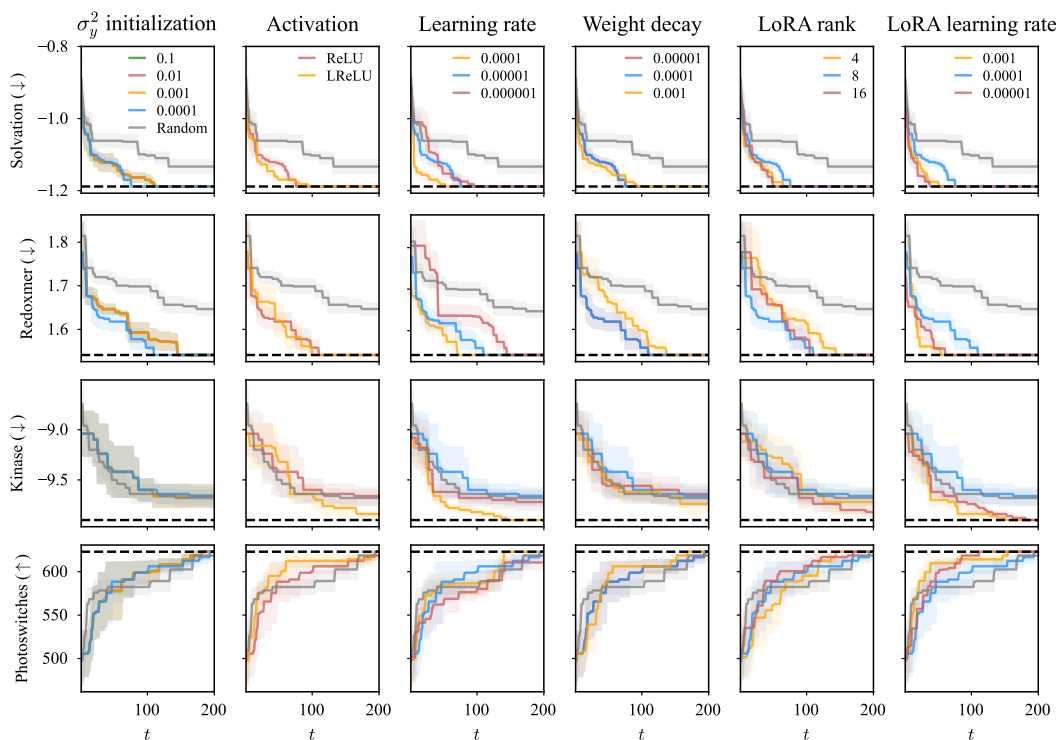 σ_y^2 initialization
Activation
Learning rate
Weight decay
LoRA rank
LoRA learning rate
Solvation (↓)
−0.8
−1.0
−1.2
0.1
0.01
0.001
0.0001
Random
ReLU
LReLU
0.0001
0.00001
0.000001
0.00001
0.0001
0.001
4
8
16
0.001
0.0001
0.00001
Redoxmer (↓)
1.8
1.7
1.6
Kinase (↓)
−9.0
−9.5
Photoswitches (↑)
600
550
500
100 200
100 200
100 200
100 200
100 200
100 200
t
t
t
t
t
t